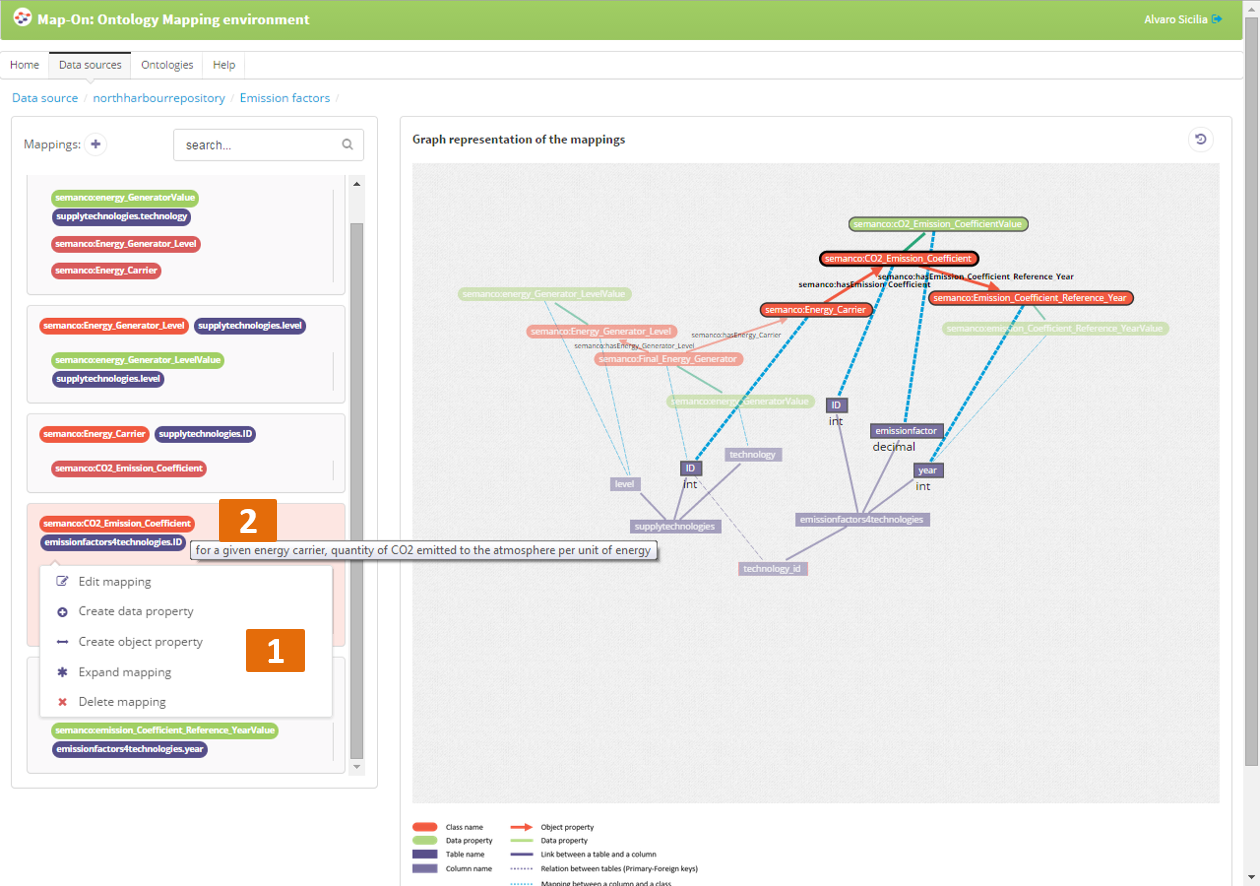 Map-On: Ontology Mapping environment
Alvaro Sicilia
Home Data sources Ontologies Help
Data source / northharbourrepository / Emission factors /
Mappings:
search...
semanco:energy_GeneratorValue
supplytechnologies.technology
semanco:Energy_Generator_Level
semanco:Energy_Carrier
semanco:Energy_Generator_Level supplytechnologies.level
semanco:energy_Generator_LevelValue
supplytechnologies.level
semanco:Energy_Carrier supplytechnologies.ID
semanco:CO2_Emission_Coefficient
semanco:CO2_Emission_Coefficient
2
emissionfactors4technologies.ID
for a given energy carrier, quantity of CO2 emitted to the atmosphere per unit of energy
Edit mapping
Create data property
Create object property
1
Expand mapping
Delete mapping
semanco:emission_Coefficient_Reference_YearValue
emissionfactors4technologies.year
Graph representation of the mappings
semanco:cO2_Emission_CoefficientValue
semanco:CO2_Emission_Coefficient
semanco:hasEmission_Coefficient_Reference_Year
semanco:hasEmission_Coefficient
semanco:energy_Generator_LevelValue
semanco:Emission_Coefficient_Reference_Year
semanco:Energy_Carrier
semanco:emission_Coefficient_Reference_YearValue
semanco:Energy_Generator_Level
semanco:hasEnergy_Carrier
semanco:hasEnergy_Generator_Level
semanco:Final_Energy_Generator
semanco:energy_GeneratorValue
ID
int
emissionfactor
decimal
technology
ID
int
year
int
level
supplytechnologies
emissionfactors4technologies
technology_id
Class name
Object property
Data property
Data property
Table name
Link between a table and a column
Column name
Relation between tables (Primary-Foreign keys)
Mapping between a column and a class